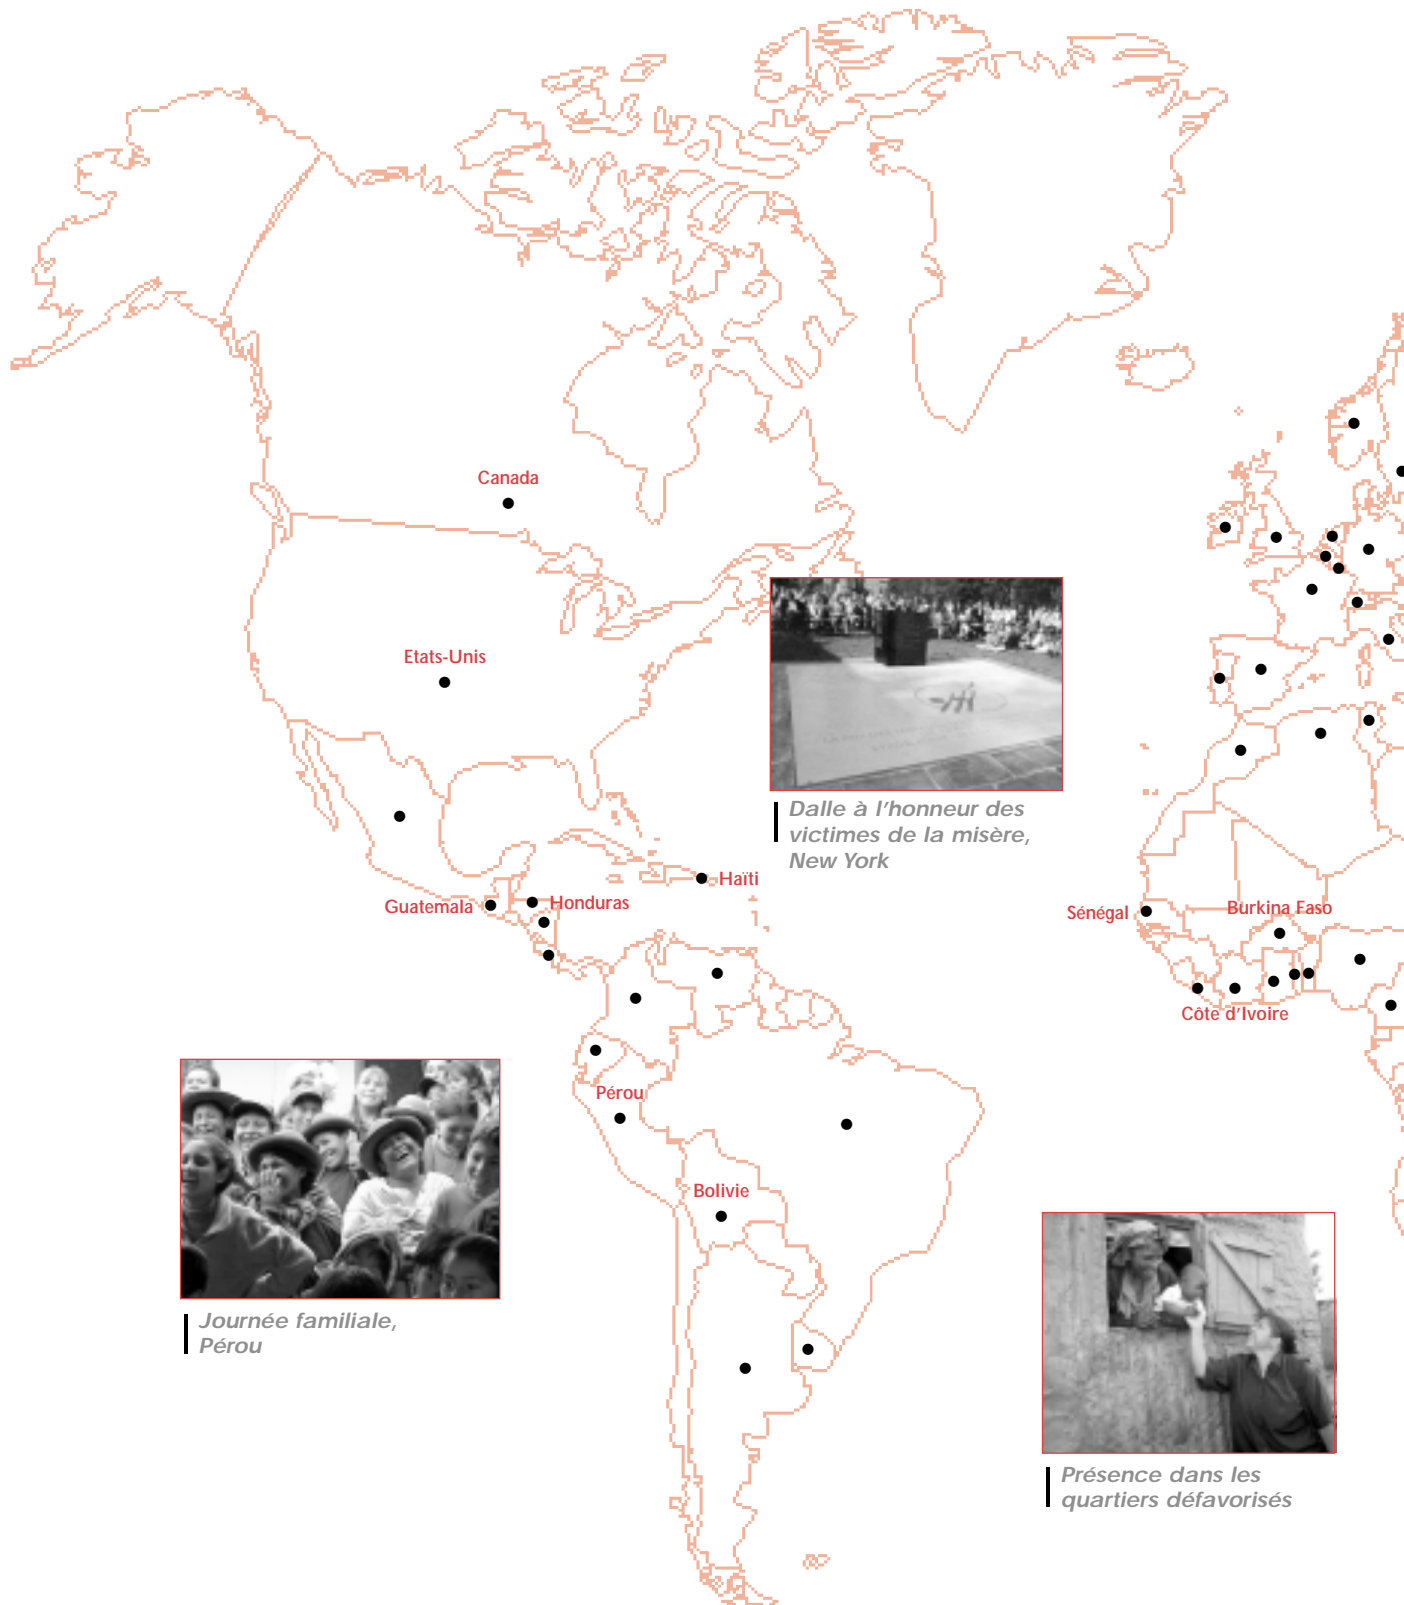 Canada
Etats-Unis
Dalle à l'honneur des
victimes de la misère,
New York
Haïti
Guatemala
Honduras
Sénégal
Burkina Faso
Côte d'Ivoire
Pérou
Bolivie
Journée familiale,
Pérou
Présence dans les
quartiers défavorisés